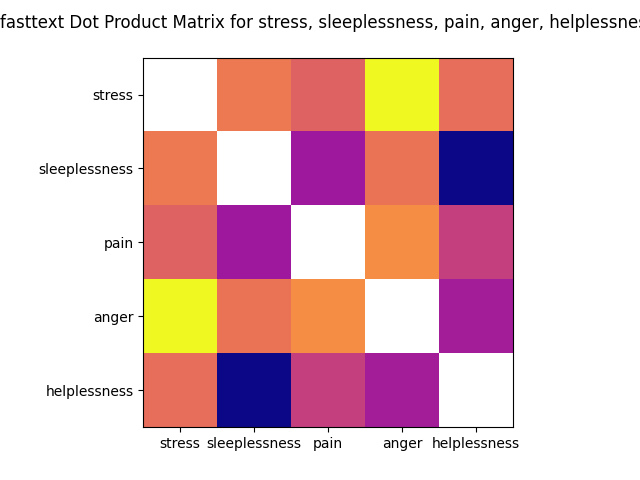 fasttext Dot Product Matrix for stress, sleeplessness, pain, anger, helplessnes
stress
sleeplessness
pain
anger
helplessness
stress sleeplessness pain anger helplessness